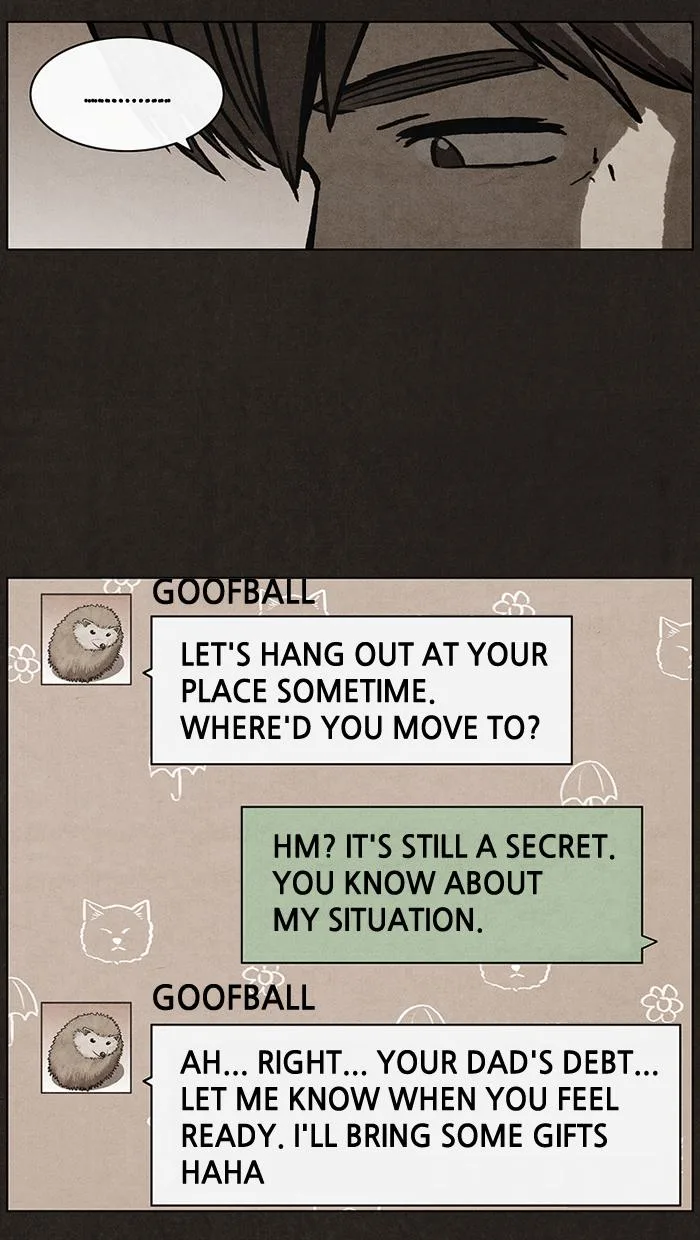 ................
GOOFBALL
LET'S HANG OUT AT YOUR
PLACE SOMETIME.
WHERE'D YOU MOVE TO?
HM? IT'S STILL A SECRET.
YOU KNOW ABOUT
MY SITUATION.
GOOFBALL
AH... RIGHT... YOUR DAD'S DEBT...
LET ME KNOW WHEN YOU FEEL
READY. I'LL BRING SOME GIFTS
HAHA